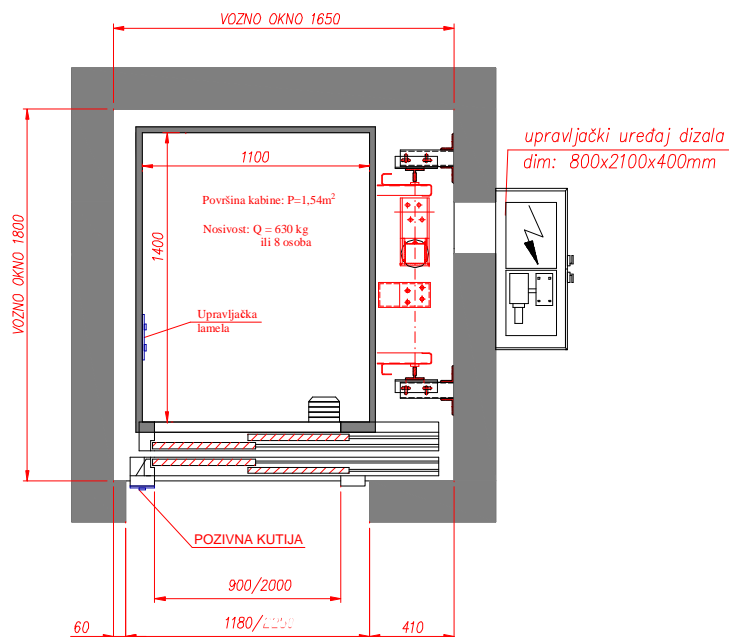 VOZNO OKNO 1650
upravljački uređaj dizala
dim: 800x2100x400mm
1100
Površina kabine: P=1,54m²
Nosivost: Q = 630 kg
ili 8 osoba
1400
VOZNO OKNO 1800
Upravljačka
lamela
POZIVNA KUTIJA
900/2000
60
1180/
410